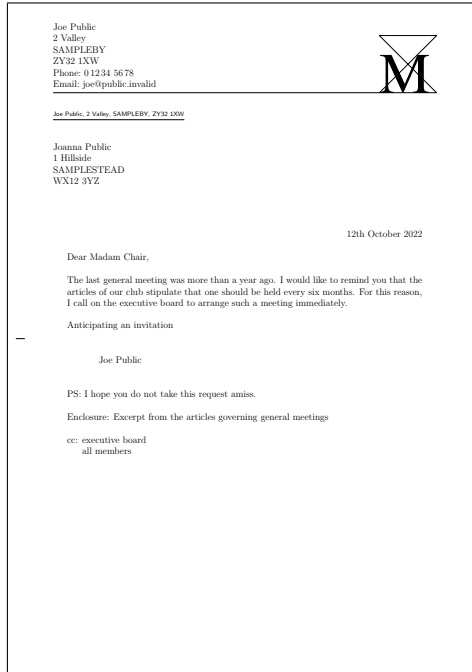 Joe Public
2 Valley
SAMPLEBY
ZY32 1XW
Phone: 0 12 34 56 78
Email: joe@public.invalid
M
Joe Public, 2 Valley, SAMPLEBY, ZY32 1XW
Joanna Public
1 Hillside
SAMPLESTEAD
WX12 3YZ
12th October 2022
Dear Madam Chair,
The last general meeting was more than a year ago. I would like to remind you that the
articles of our club stipulate that one should be held every six months. For this reason,
I call on the executive board to arrange such a meeting immediately.
Anticipating an invitation
Joe Public
PS: I hope you do not take this request amiss.
Enclosure: Excerpt from the articles governing general meetings
cc: executive board
all members